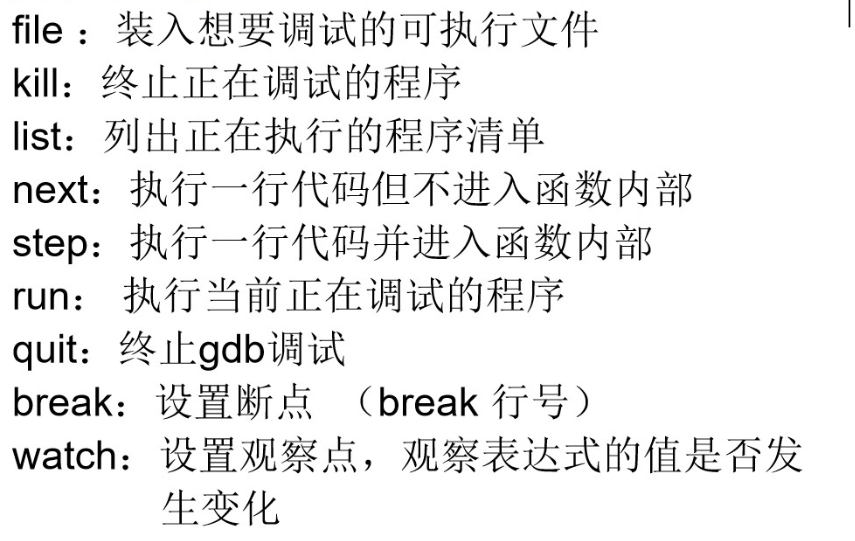 file：装入想要调试的可执行文件
kill：终止正在调试的程序
list：列出正在执行的程序清单
next：执行一行代码但不进入函数内部
step：执行一行代码并进入函数内部
run： 执行当前正在调试的程序
quit：终止gdb调试
break：设置断点 （break 行号）
watch：设置观察点，观察表达式的值是否发
生变化